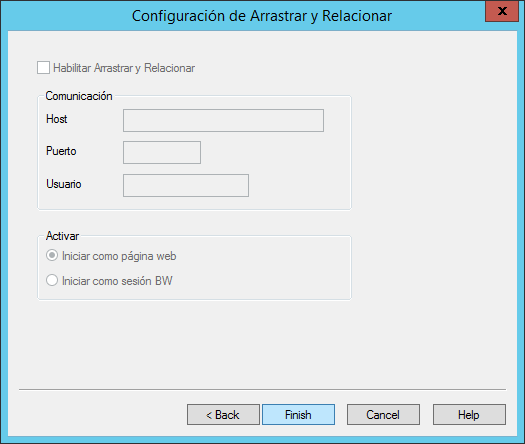 Configuración de Arrastrar y Relacionar
x
Habilitar Arrastrar y Relacionar
Comunicación
Host
Puerto
Usuario
Activar
Iniciar como página web
Iniciar como sesión BW
< Back
Finish
Cancel
Help